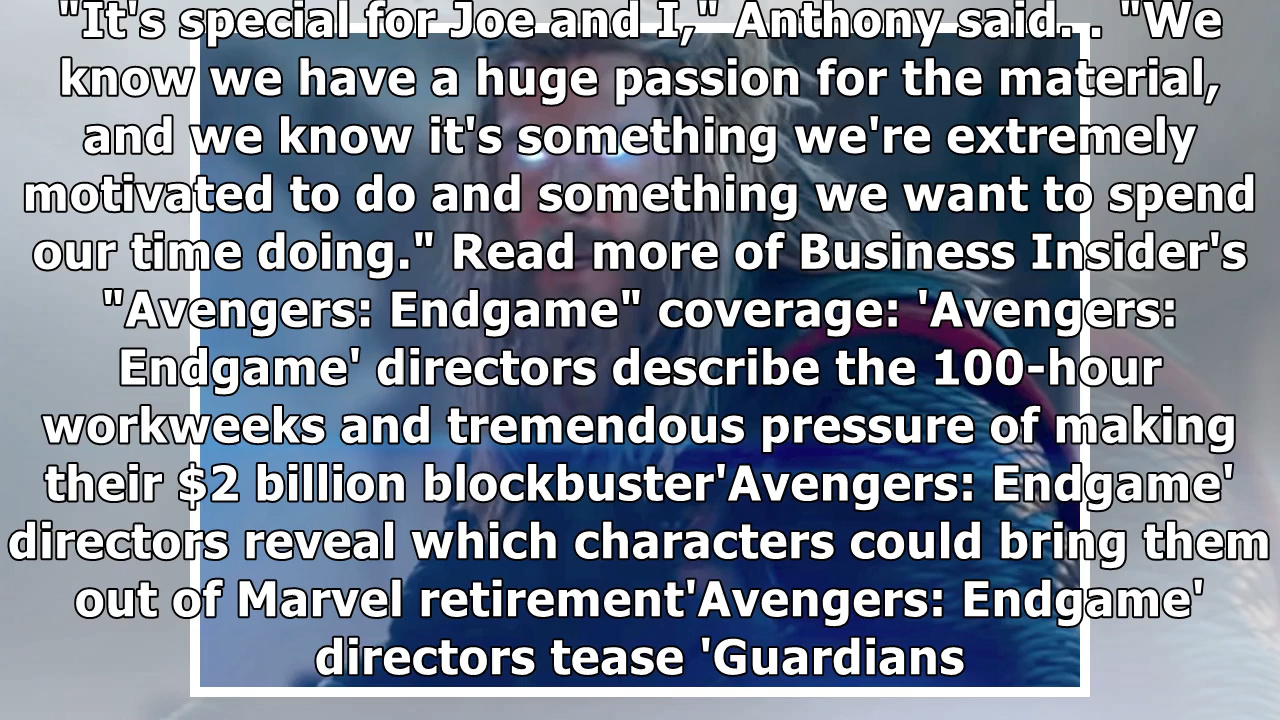 "It's special for Joe and I," Anthony said. . "We
know we have a huge passion for the material,
and we know it's something we're extremely
motivated to do and something we want to spend
our time doing." Read more of Business Insider's
"Avengers: Endgame" coverage: 'Avengers:
Endgame' directors describe the 100-hour
workweeks and tremendous pressure of making
their $2 billion blockbuster'Avengers: Endgame'
directors reveal which characters could bring them
out of Marvel retirement'Avengers: Endgame'
directors tease 'Guardians